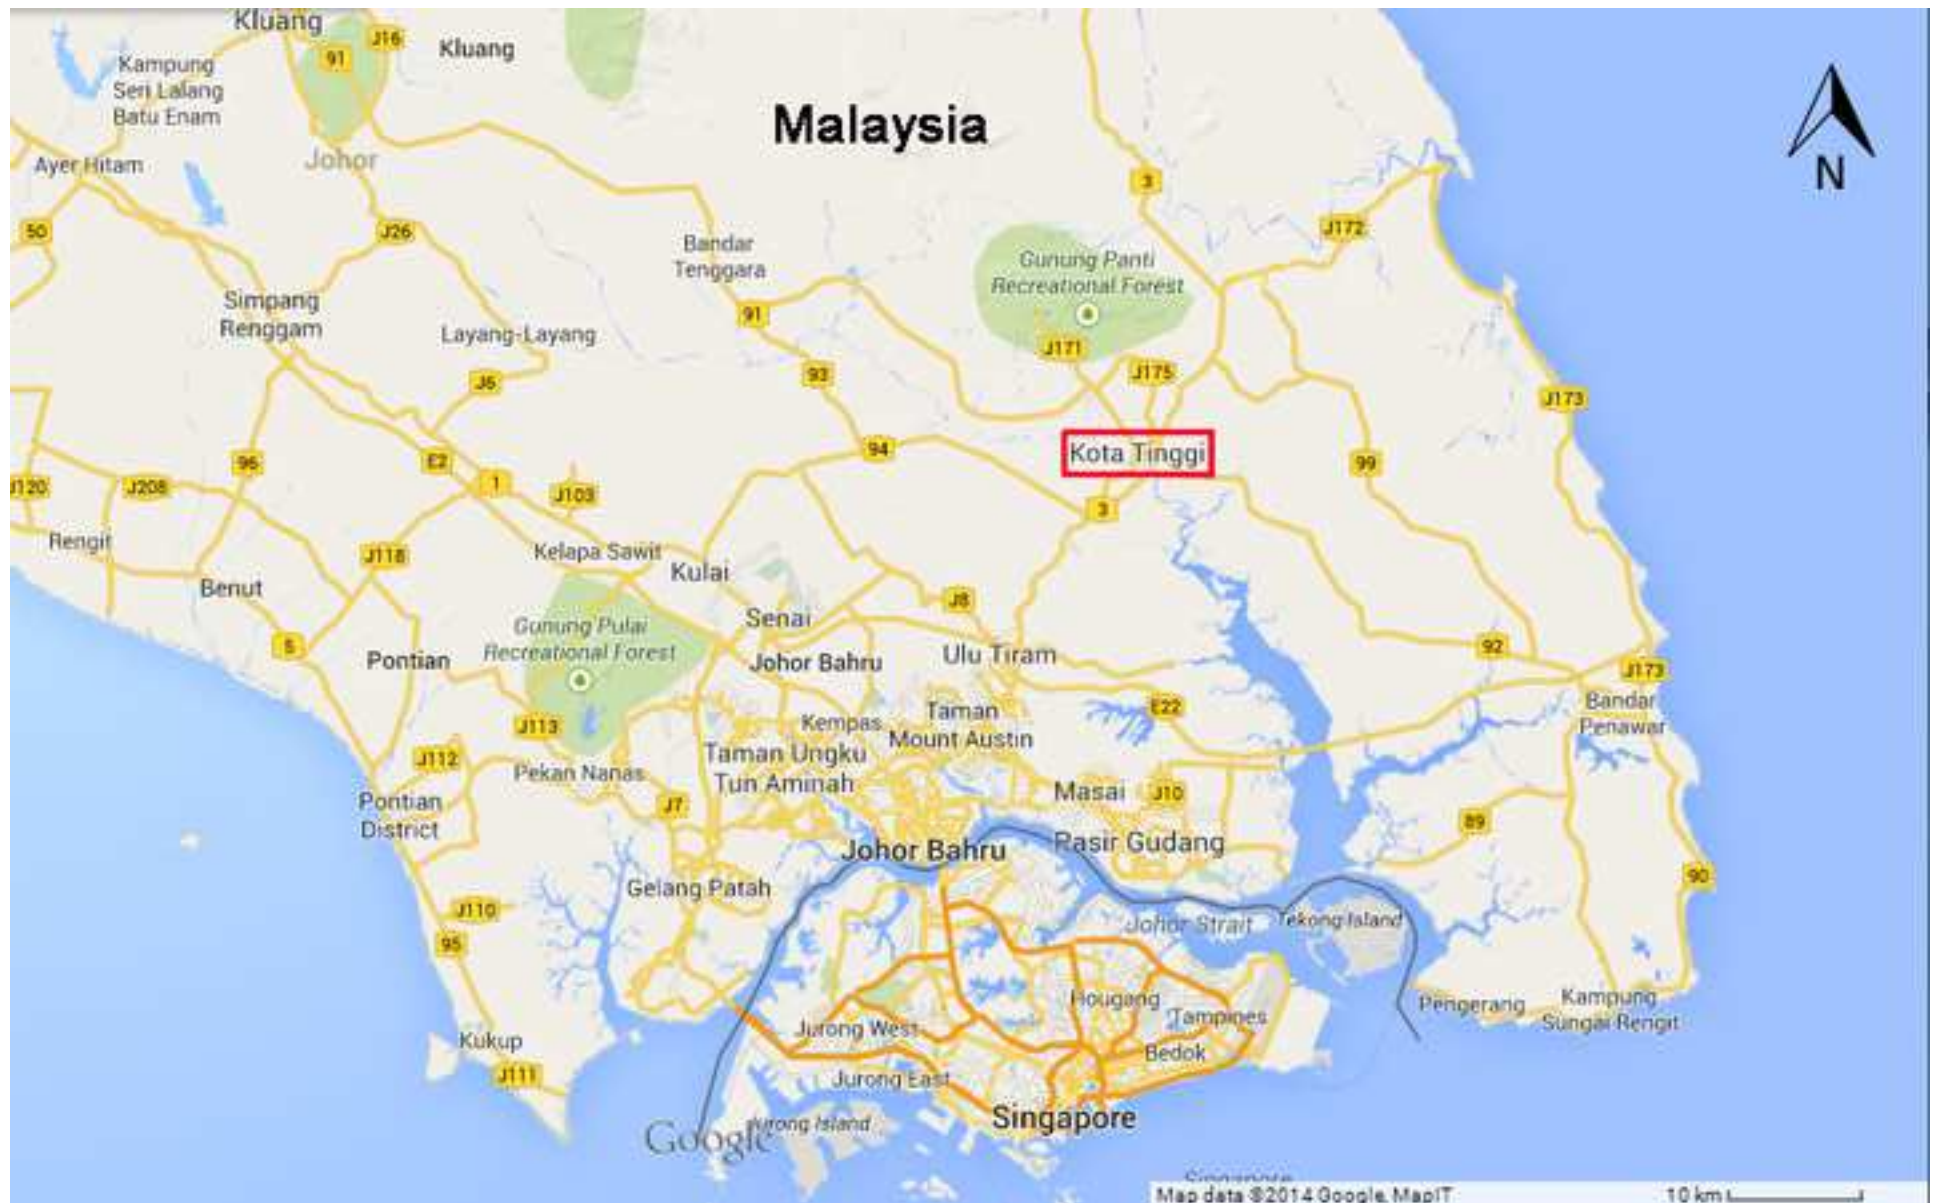 Kluang
J16
Kluang
91
Kampung
Seri Lalang
Batu Enam
Malaysia
N
Ayer Hitam
Johor
3
50
J26
J172
Bandar
Tenggara
Gunung Panti
Recreational Forest
Simpang
Renggam
91
Layang-Layang
J171
J6
93
J175
J173
Kota Tinggi
94
96
E2
99
J120
J208
1
J103
3
Rengit
J118
Kelapa Sawit
Kulai
Benut
J8
Senai
Gunung Pulai
Recreational Forest
5
Pontian
Johor Bahru
Ulu Tiram
92
J173
Bandar
Penawar
E22
Taman
Mount Austin
Kempas
J113
Taman Ungku
Tun Aminah
J112
Pekan Nanas
Masai
J10
Pontian
District
J7
89
Johor Bahru
Pasir Gudang
90
Gelang Patah
J110
Johor Strait
Tekong Island
95
Hougang
Tampines
Pengerang
Kampung
Sungai Rengit
Jurong West
Kukup
Bedok
J111
Jurong East
Singapore
Jurong Island
Google
Singapore
Map data ©2014 Google, MapIT
10 km